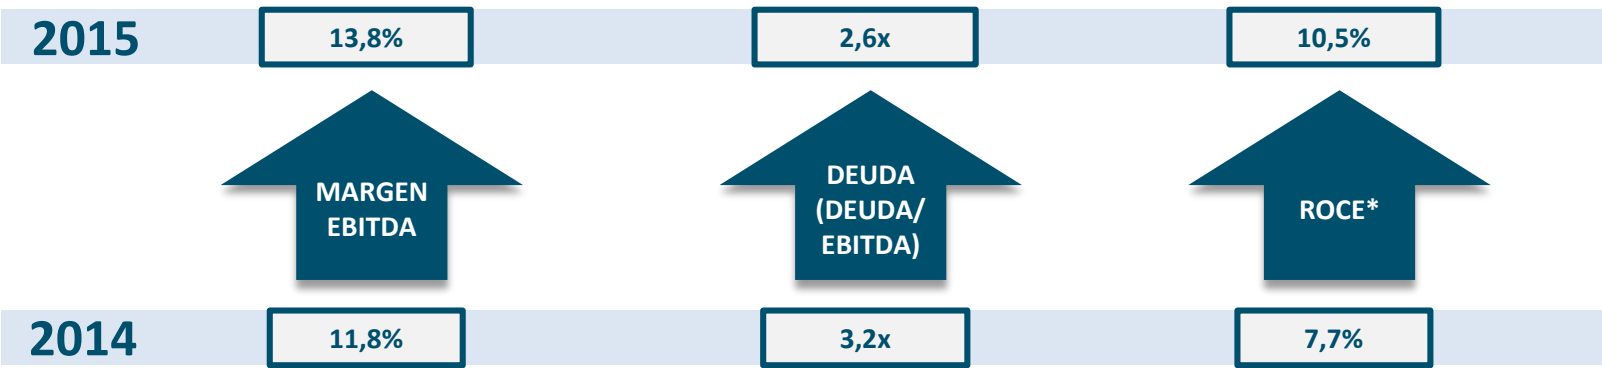 2015
13,8%
2,6x
10,5%
MARGEN
EBITDA
DEUDA
(DEUDA/
EBITDA)
ROCE*
2014
11,8%
3,2x
7,7%